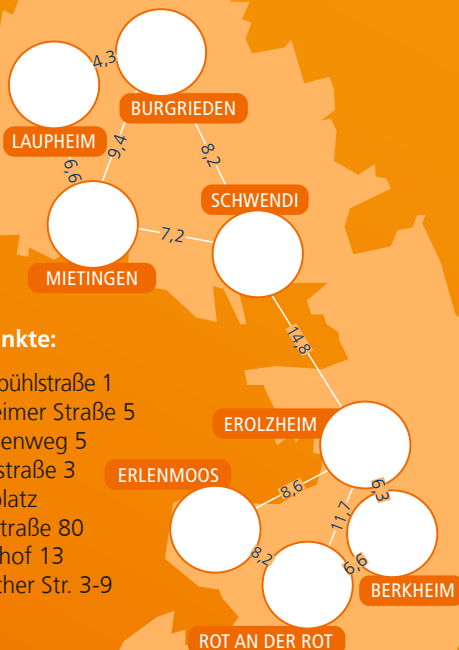 4,3
BURGRIEDEN
LAUPHEIM
9,4
8,2
6,6
SCHWENDI
7,2
MIETINGEN
14,8
nkte:
bühlstraße 1
eimer Straße 5
enweg 5
straße 3
platz
traße 80
hof 13
her Str. 3-9
EROLZHEIM
ERLENMOOS
8,6
6,3
11,7
8,2
6,6
BERKHEIM
ROT AN DER ROT